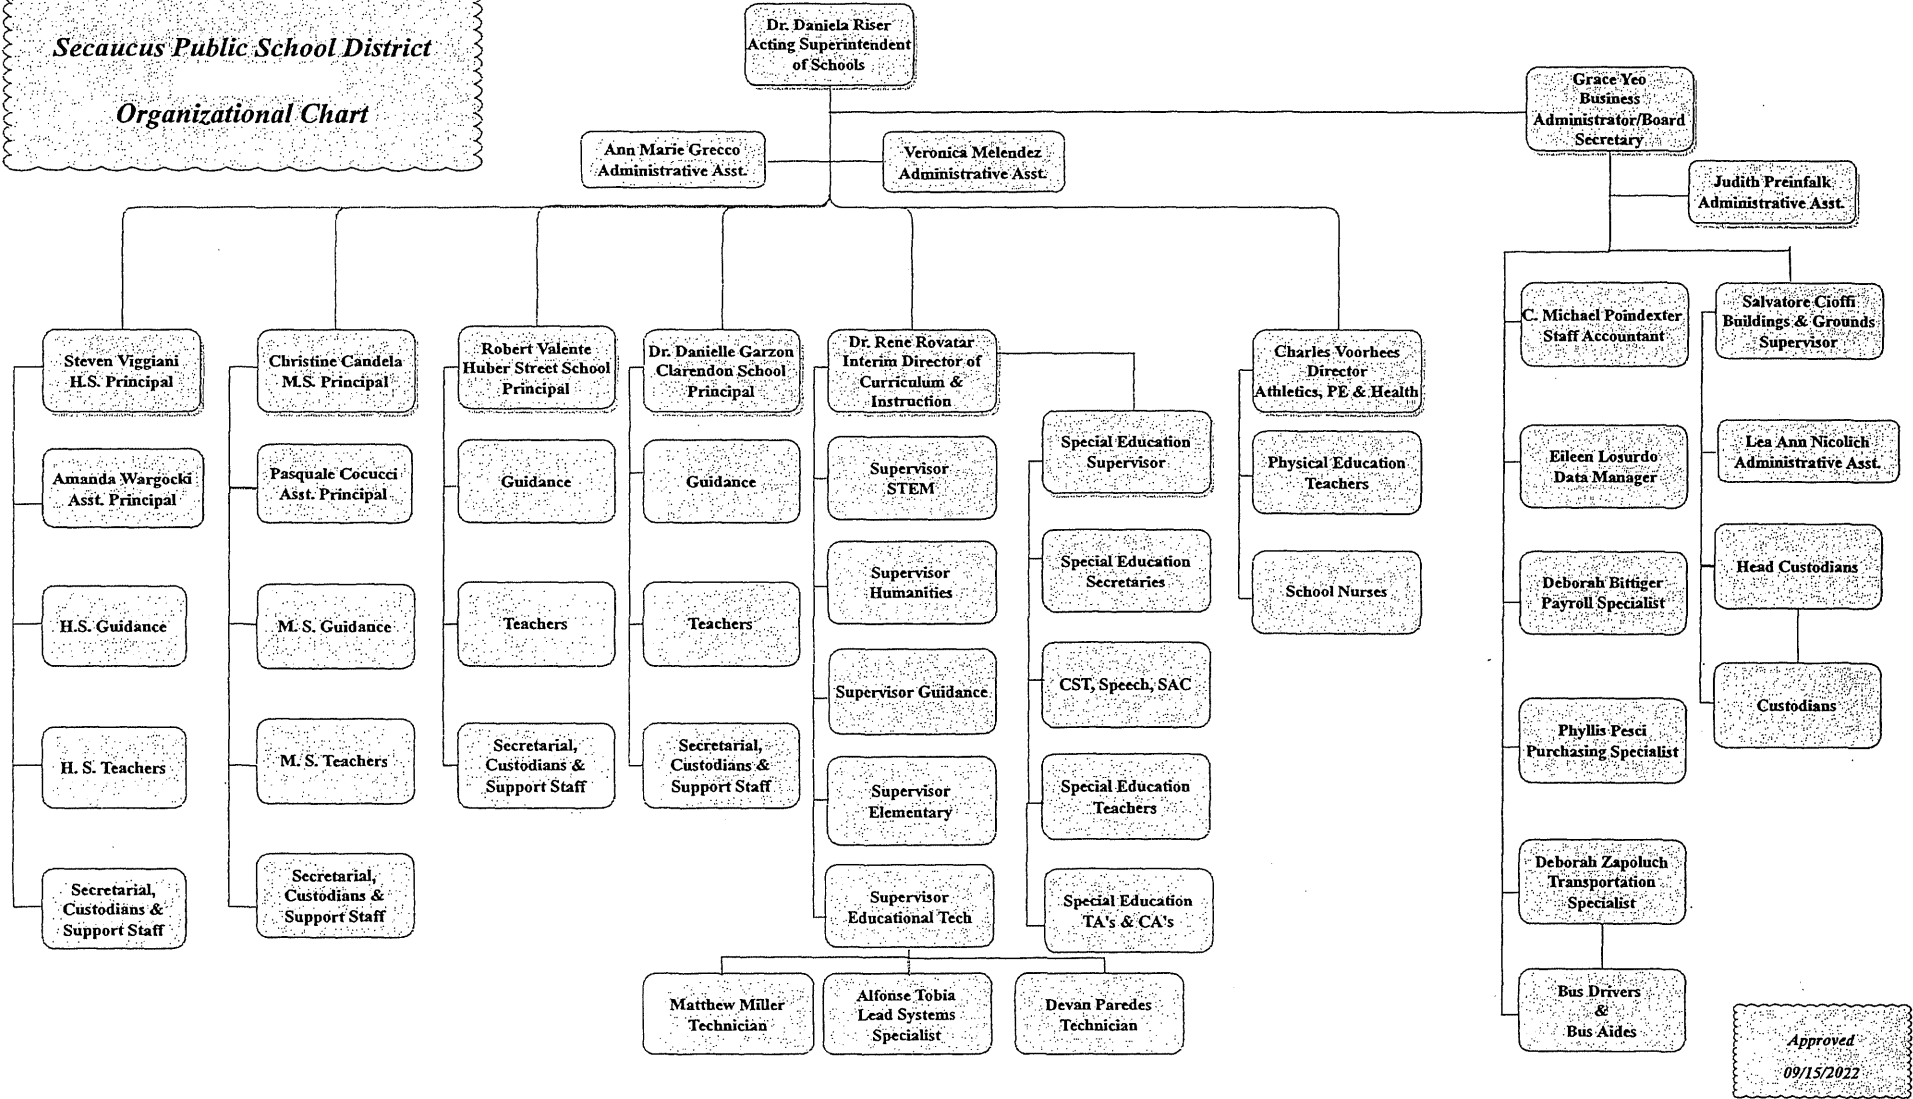 Secaucus Public School District
Organizational Chart
Dr. Daniela Riser
Acting Superintendent
of Schools
Grace Yeo
Business
Administrator/Board
Secretary
Ann Marie Grecco
Administrative Asst.
Veronica Melendez
Administrative Asst.
Judith Preinfalk
Administrative Asst.
Steven Viggiani
H.S. Principal
Amanda Wargocki
Asst. Principal
H.S. Guidance
H. S. Teachers
Secretarial,
Custodians &
Support Staff
Christine Candela
M.S. Principal
Pasquale Cocucci
Asst. Principal
M. S. Guidance
M. S. Teachers
Secretarial,
Custodians &
Support Staff
Robert Valente
Huber Street School
Principal
Guidance
Teachers
Secretarial,
Custodians &
Support Staff
Dr. Danielle Garzon
Clarendon School
Principal
Guidance
Teachers
Secretarial,
Custodians &
Support Staff
Dr. Rene Rovatar
Interim Director of
Curriculum &
Instruction
Supervisor
STEM
Supervisor
Humanities
Supervisor Guidance
Supervisor
Elementary
Supervisor
Educational Tech
Matthew Miller
Technician
Alfonse Tobia
Lead Systems
Specialist
Devan Paredes
Technician
Special Education
Supervisor
Special Education
Secretaries
CST, Speech, SAC
Special Education
Teachers
Special Education
TA's & CA's
Charles Voorhees
Director
Athletics, PE & Health
Physical Education
Teachers
School Nurses
C. Michael Poindexter
Staff Accountant
Eileen Losurdo
Data Manager
Deborah Bittiger
Payroll Specialist
Phyllis Pesci
Purchasing Specialist
Deborah Zapoluch
Transportation
Specialist
Bus Drivers
&
Bus Aides
Salvatore Cioffi
Buildings & Grounds
Supervisor
Lea Ann Nicolich
Administrative Asst.
Head Custodians
Custodians
Approved
09/15/2022